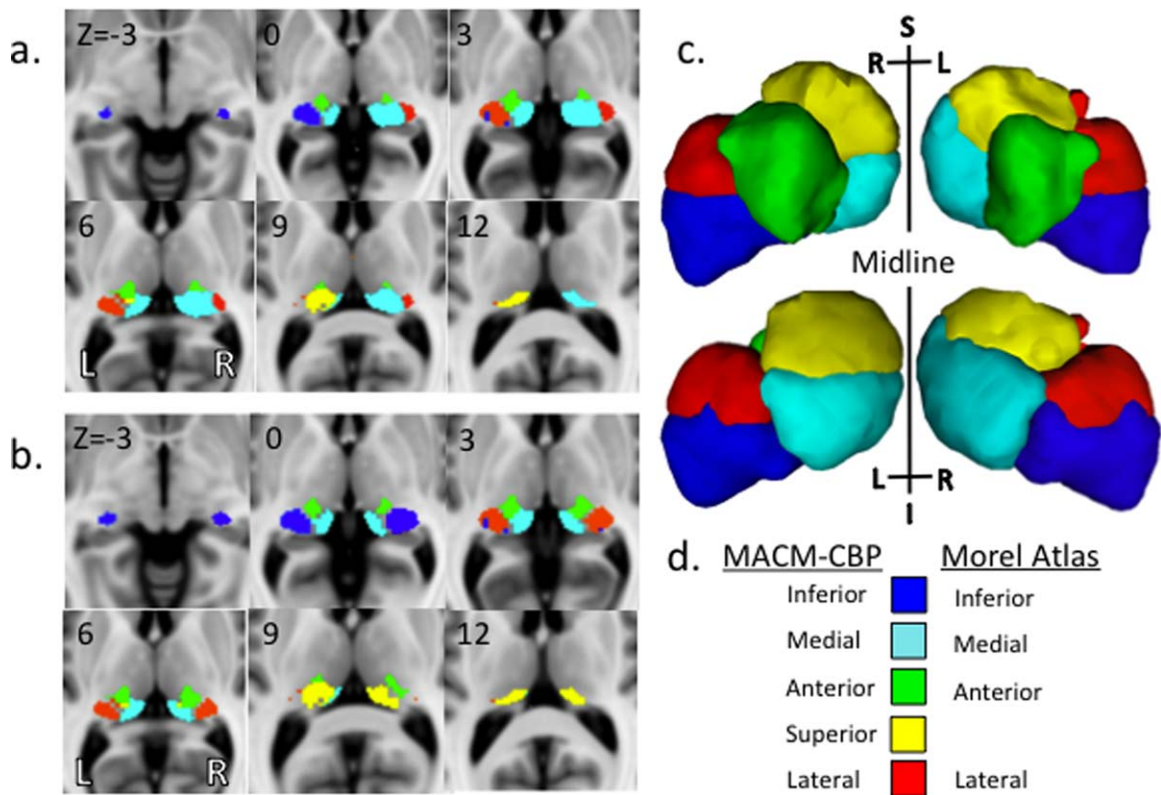 a.
Z=-3
0
3
6
9
12
L
R
b.
Z=-3
0
3
6
9
12
L
R
c.
S
R
L
Midline
L
R
I
d.
MACM-CBP
Morel Atlas
Inferior
Inferior
Medial
Medial
Anterior
Anterior
Superior
Lateral
Lateral